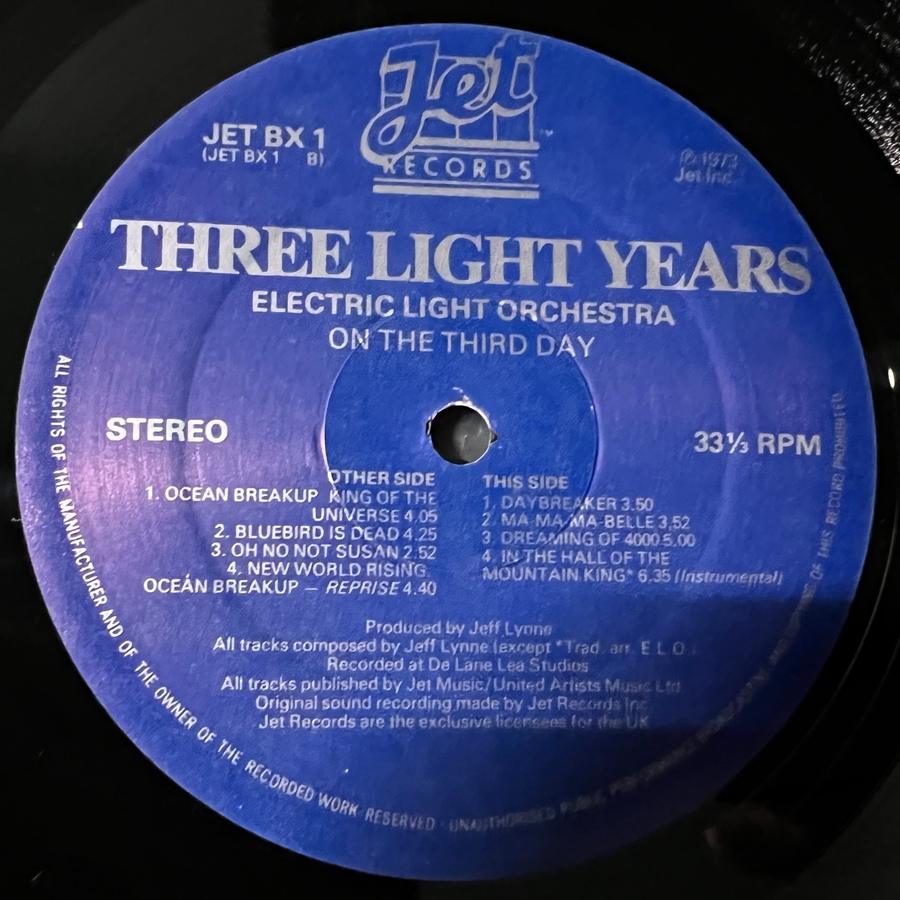 Jet
RECORDS
JET BX 1
(JET BX 1 B)
℗ 1973
Jet Inc.
THREE LIGHT YEARS
ELECTRIC LIGHT ORCHESTRA
ON THE THIRD DAY
STEREO
33⅓ RPM
OTHER SIDE
1. OCEAN BREAKUP KING OF THE
UNIVERSE 4.05
2. BLUEBIRD IS DEAD 4.25
3. OH NO NOT SUSAN 2:52
4. NEW WORLD RISING
OCEAN BREAKUP – REPRISE 4.40
THIS SIDE
1. DAYBREAKER 3.50
2. MA-MA-MA-BELLE 3,52
3. DREAMING OF 4000 5.00
4. IN THE HALL OF THE
MOUNTAIN KING* 6,35 (Instrumental)
Produced by Jeff Lynne
All tracks composed by Jeff Lynne (except *Trad. arr. E L O.
Recorded at De Lane Lea Studios
All tracks published by Jet Music/United Artists Music Ltd
Original sound recording made by Jet Records Inc
Jet Records are the exclusive licensees for the UK
ALL RIGHTS OF THE MANUFACTURER AND OF THE OWNER OF THE RECORDED WORK RESERVED · UNAUTHORISED PUBLIC PERFORMANCE OF THIS RECORD PROHIBITED